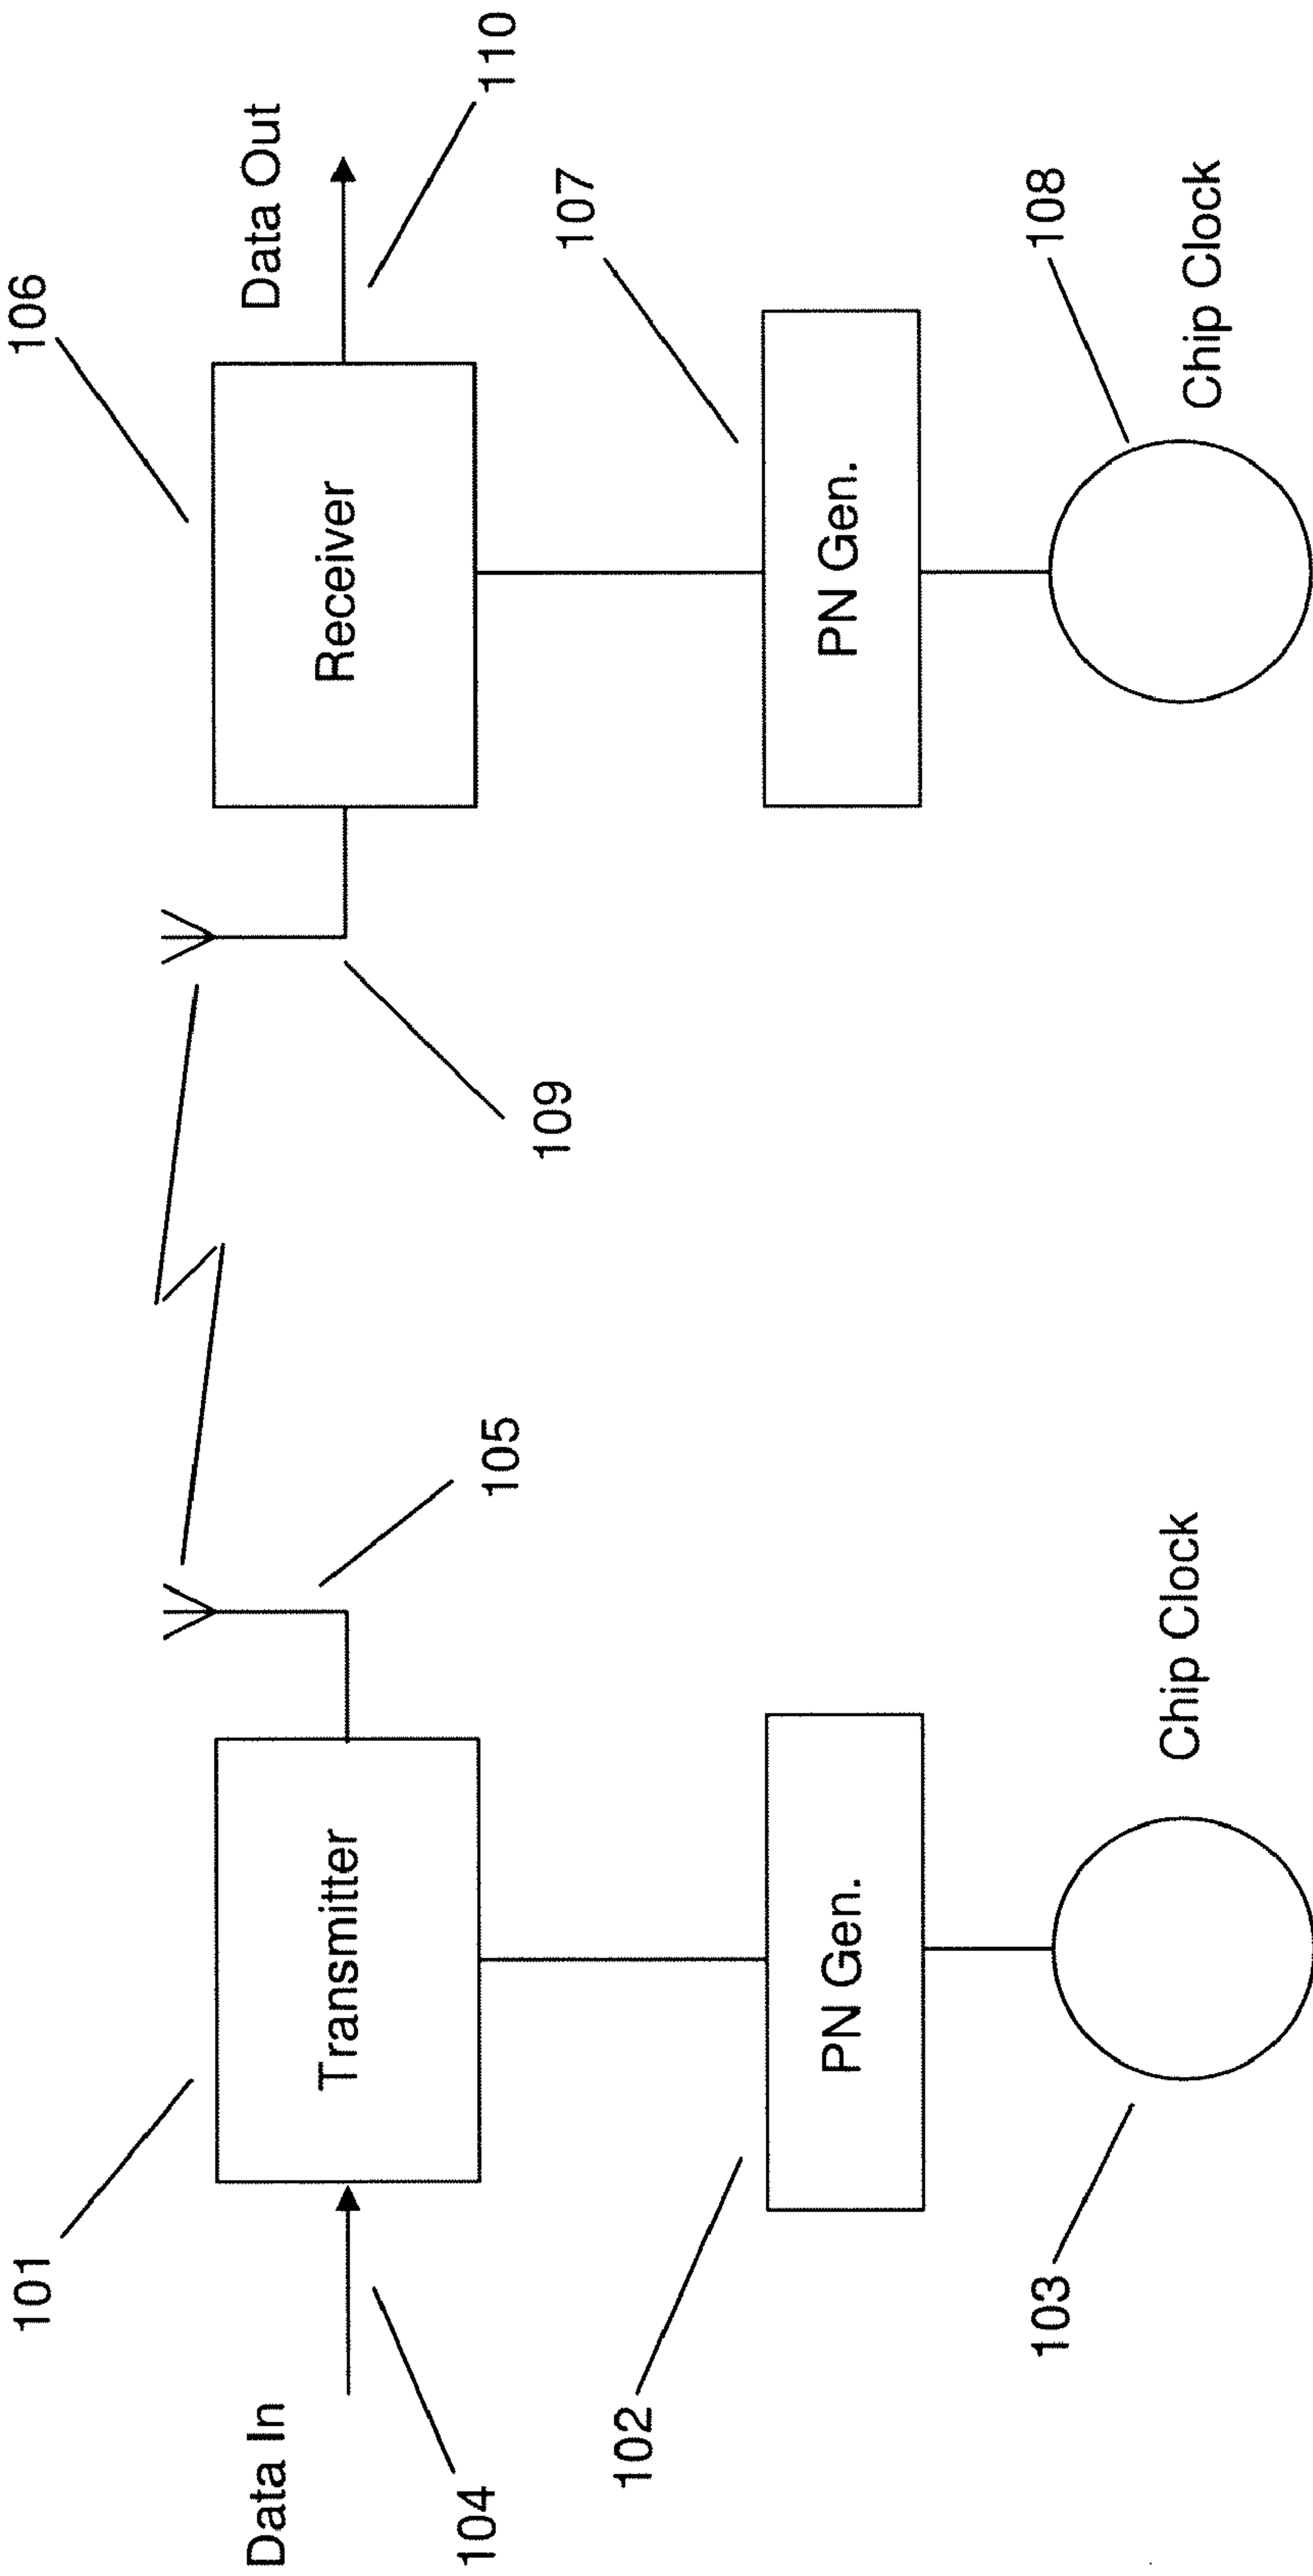 101
106
Data In
Data Out
104
Transmitter
105
109
Receiver
110
102
PN Gen.
107
PN Gen.
103
Chip Clock
108
Chip Clock